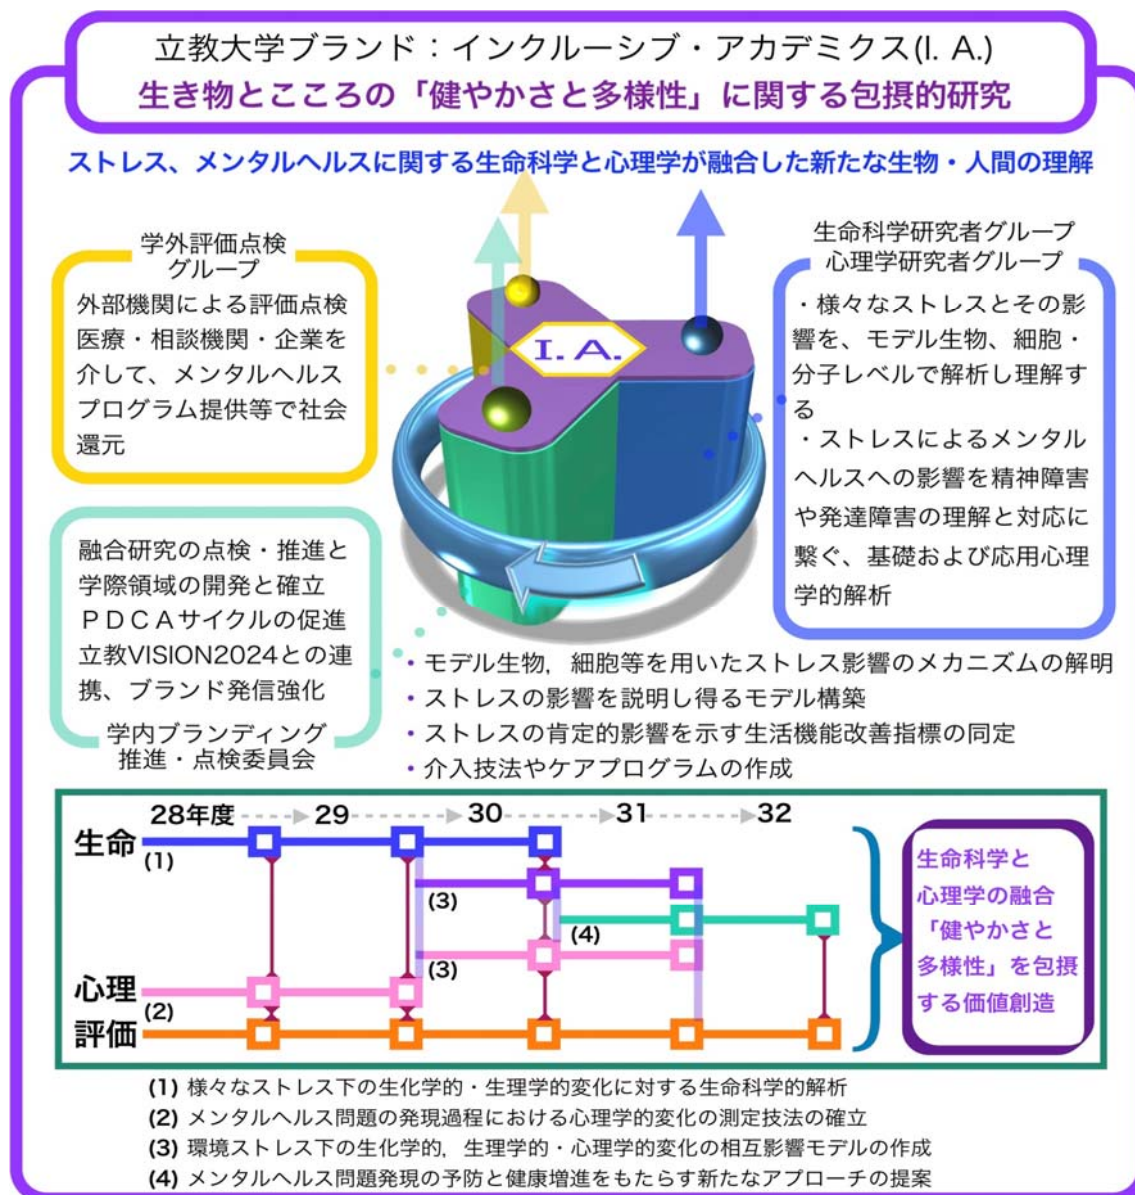 立教大学ブランド：インクルーシブ・アカデミクス(I. A.)
生き物とこころの「健やかさと多様性」に関する包摂的研究
ストレス、メンタルヘルスに関する生命科学と心理学が融合した新たな生物・人間の理解
学外評価点検
グループ
外部機関による評価点検
医療・相談機関・企業を
介して、メンタルヘルス
プログラム提供等で社会
還元
I. A.
生命科学研究者グループ
心理学研究者グループ
・様々なストレスとその影
響を、モデル生物、細胞・
分子レベルで解析し理解す
る
・ストレスによるメンタル
ヘルスへの影響を精神障害
や発達障害の理解と対応に
繋ぐ、基礎および応用心理
学的解析
融合研究の点検・推進と
学際領域の開発と確立
ＰＤＣＡサイクルの促進
立教VISION2024との連
携、ブランド発信強化
学内ブランディング
推進・点検委員会
・モデル生物，細胞等を用いたストレス影響のメカニズムの解明
・ストレスの影響を説明し得るモデル構築
・ストレスの肯定的影響を示す生活機能改善指標の同定
・介入技法やケアプログラムの作成
28年度 29 30 31 32
生命
(1)
(3)
(4)
(3)
心理
(2)
評価
生命科学と
心理学の融合
「健やかさと
多様性」を包摂
する価値創造
(1) 様々なストレス下の生化学的・生理学的変化に対する生命科学的解析
(2) メンタルヘルス問題の発現過程における心理学的変化の測定技法の確立
(3) 環境ストレス下の生化学的，生理学的・心理学的変化の相互影響モデルの作成
(4) メンタルヘルス問題発現の予防と健康増進をもたらす新たなアプローチの提案